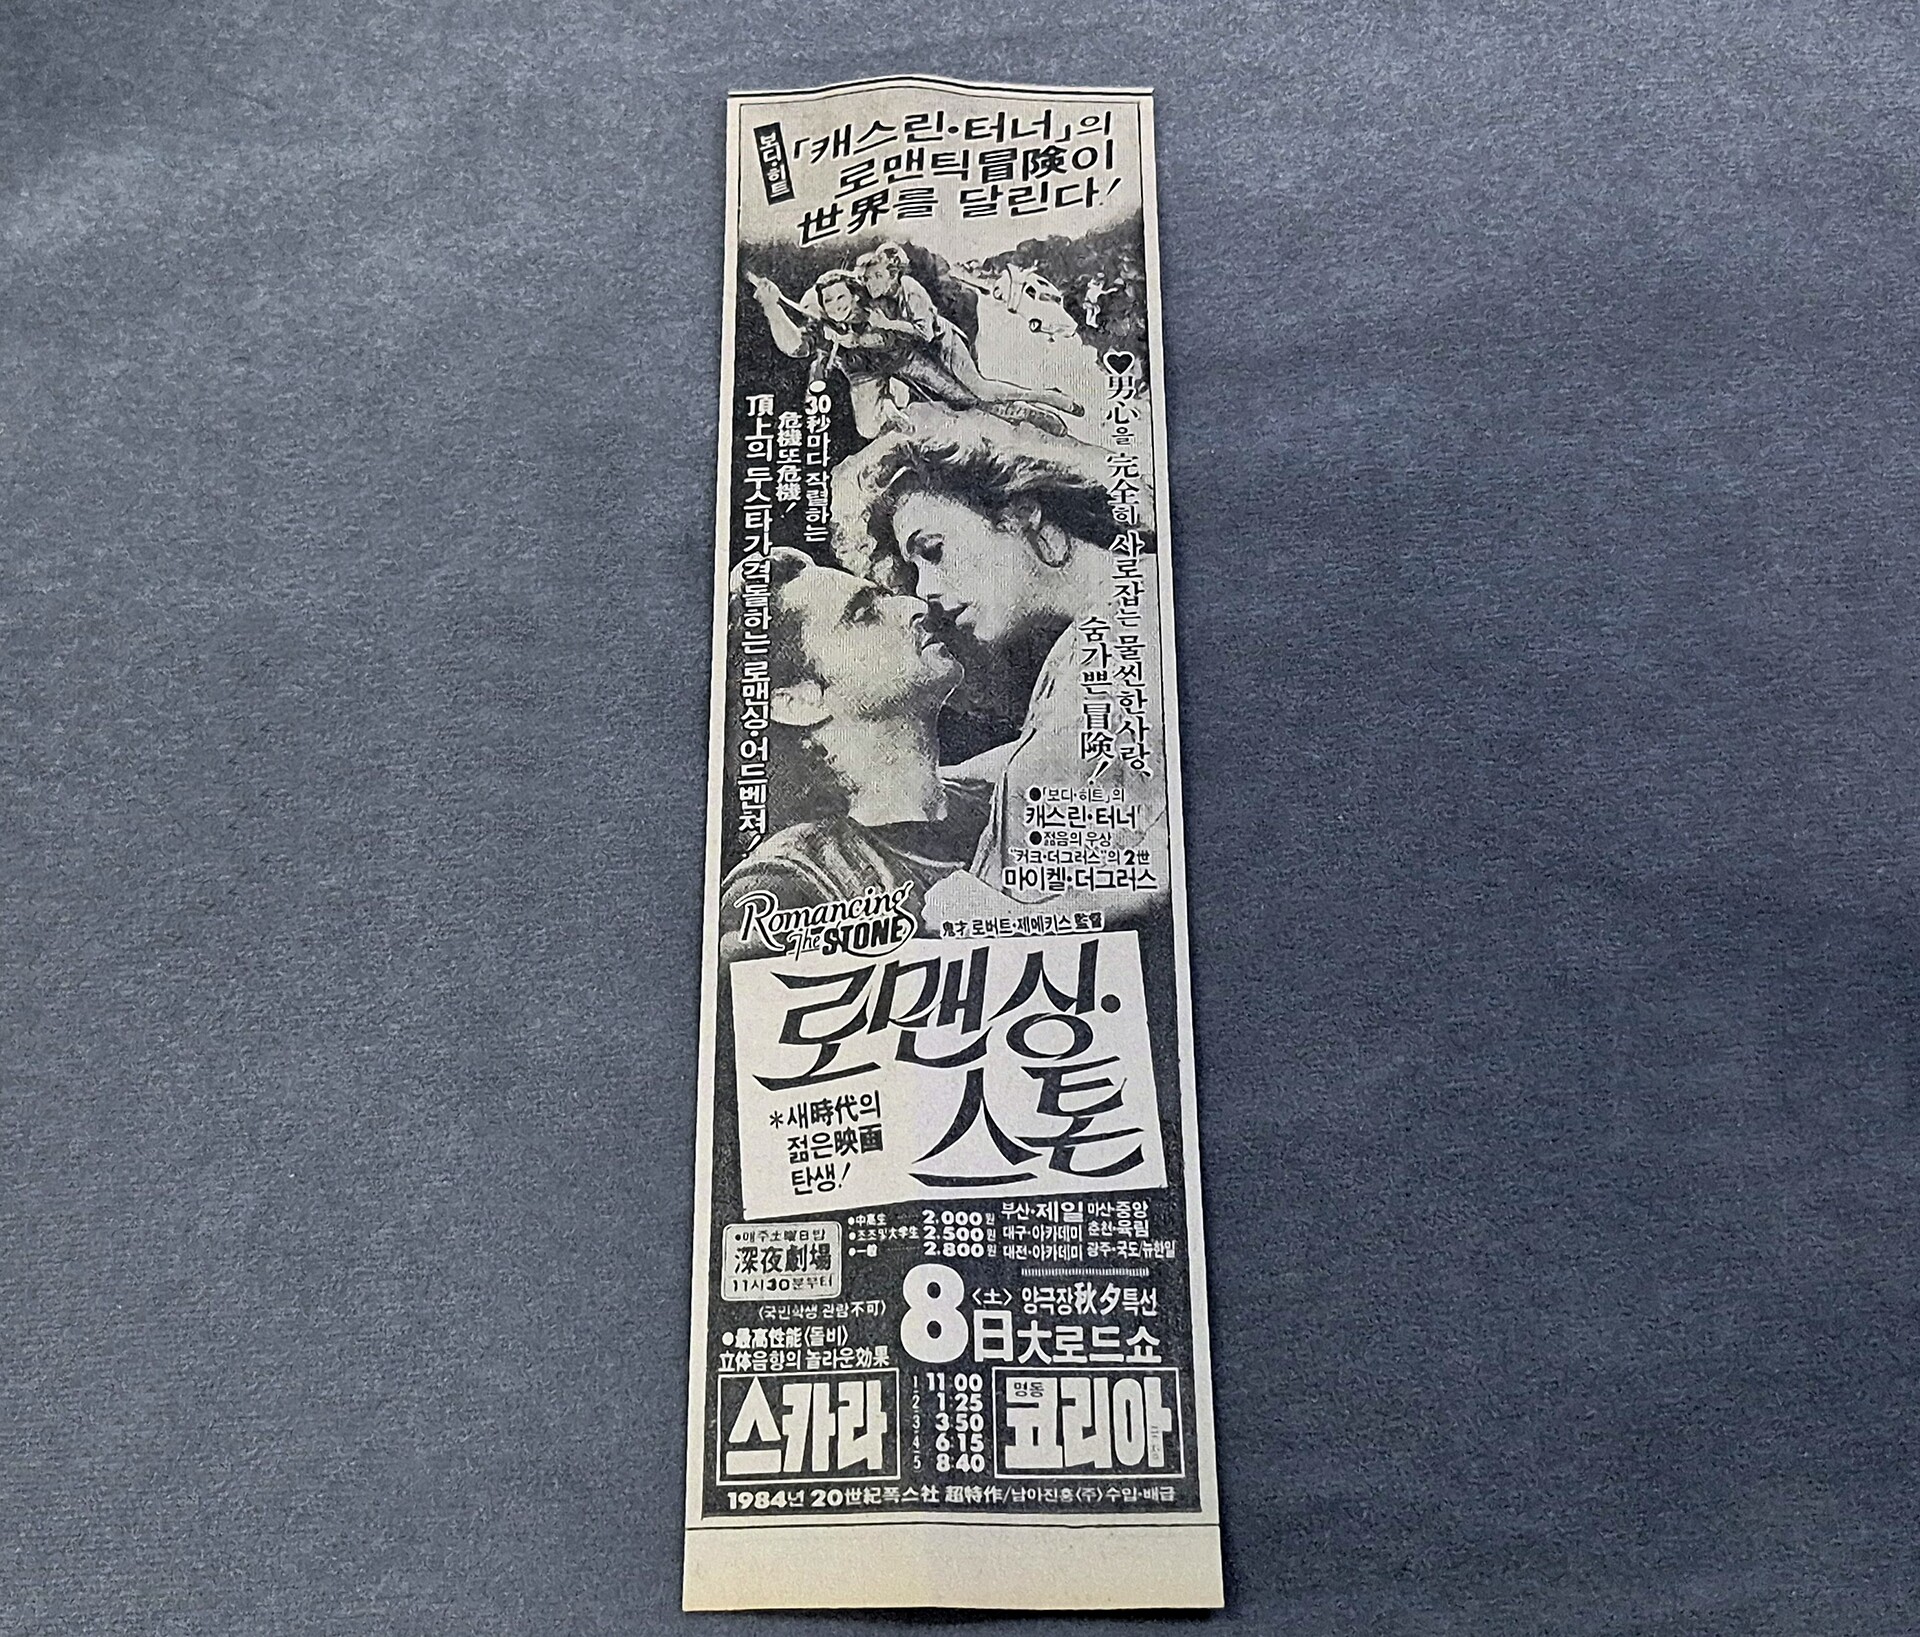 보디·히트
「캐스린·터너」의
로맨틱冒険이
世界를 달린다!
♥男心을 完全히 사로잡는 물씬한사랑,
숨가쁜 冒険!
●30秒마다 작렬하는
危機또危機!
頂上의 두스타가 격돌하는 로맨싱·어드벤쳐!
●「보디·히트」의
캐스린·터너
●젊음의 우상
"커크·더그러스"의 2世
마이켈·더그러스
Romancing
The STONE
鬼才 로버트·제메키스 監督
로맨싱·
스톤
*새時代의
젊은映画
탄생!
●매주土曜日밤
深夜劇場
11시30분부터
●中高生 2.000원
●조조및大学生 2.500원
●一般 2.800원
부산·제일 마산·중앙
대구·아카데미 춘천·육림
대전·아카데미 광주·국도/뉴한일
〈국민학생 관람不可〉
●最高性能〈돌비〉
立体음향의 놀라운効果
8日〈土〉 양극장秋夕특선
大로드쇼
스카라
1 11:00
2 1:25
3 3:50
4 6:15
5 8:40
명동
코리아
1984년 20世紀폭스社 超特作/남아진흥〈주〉수입·배급